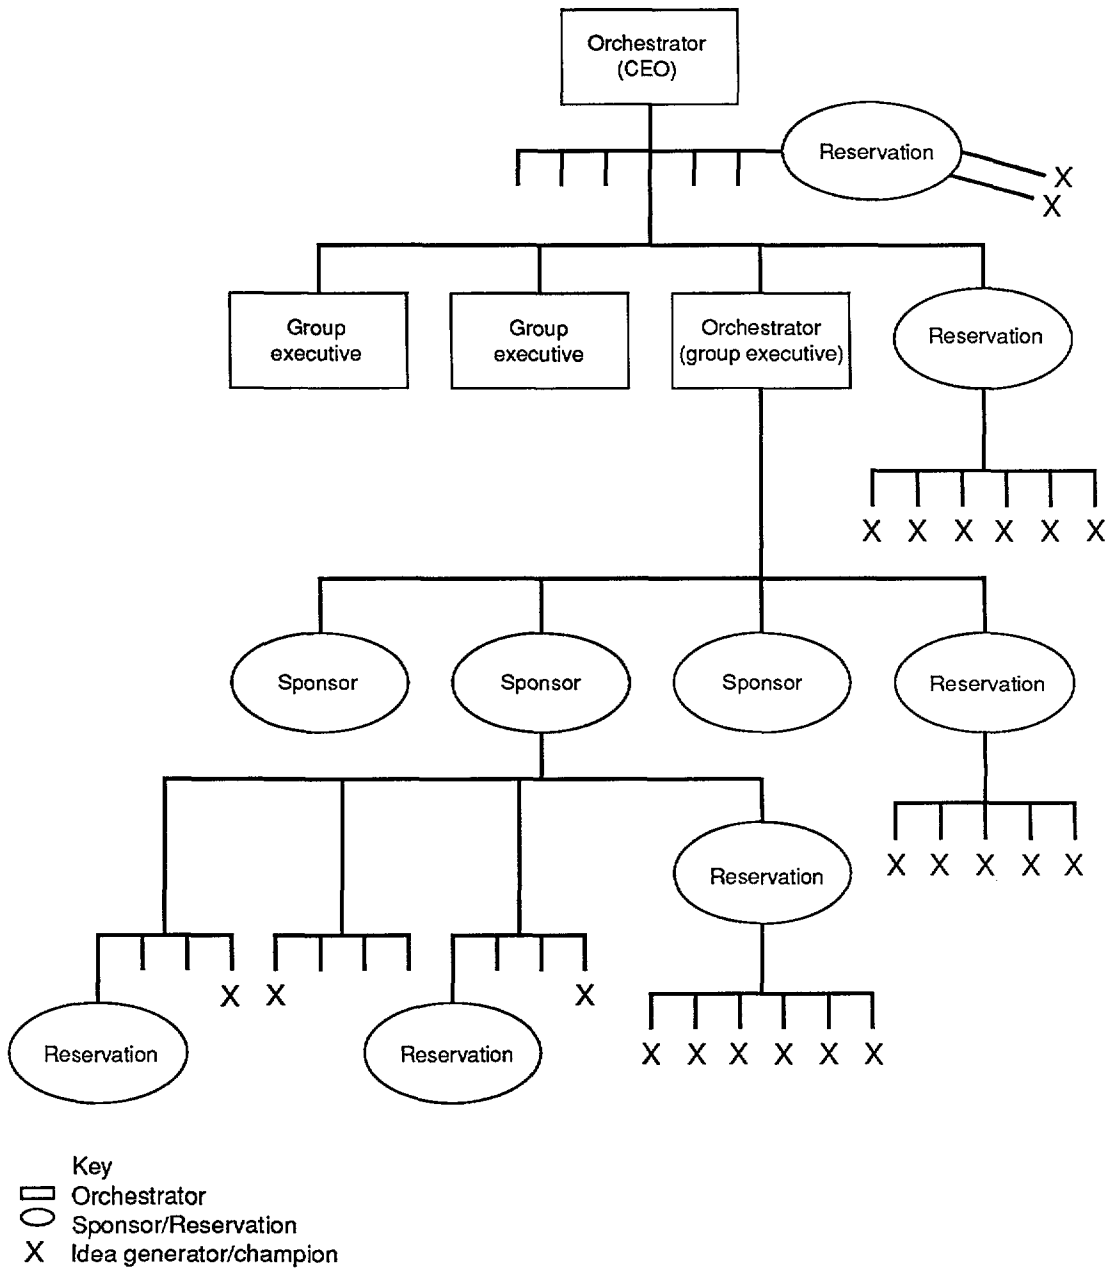 Orchestrator
(CEO)
Reservation
X
X
Group
executive
Group
executive
Orchestrator
(group executive)
Reservation
X X X X X X
Sponsor
Sponsor
Sponsor
Reservation
X X X X X
Reservation
X X X
Reservation
Reservation
X X X X X X
Key
Orchestrator
Sponsor/Reservation
X Idea generator/champion